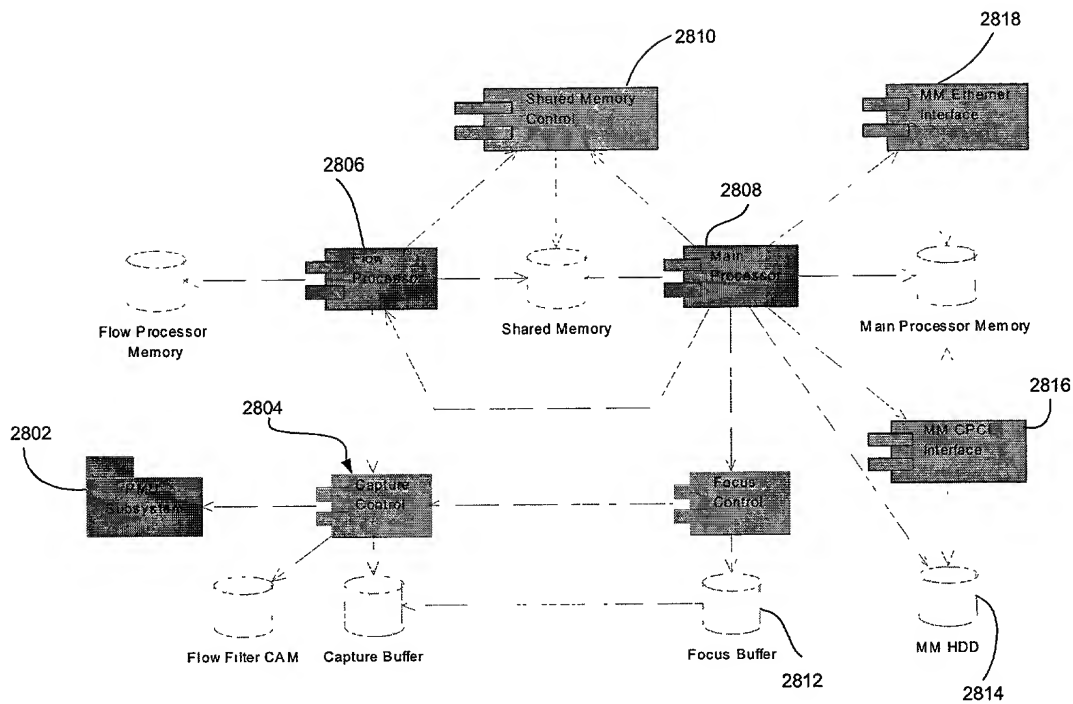 2810
2818
Shared Memory
Control
MM Ethernet
Interface
2806
2808
Flow
Processor
Main
Processor
Flow Processor
Memory
Shared Memory
Main Processor Memory
2804
2816
2802
MM CPCI
Interface
Subsystem
Capture
Control
Focus
Control
Flow Filter CAM
Capture Buffer
Focus Buffer
MM HDD
2812
2814